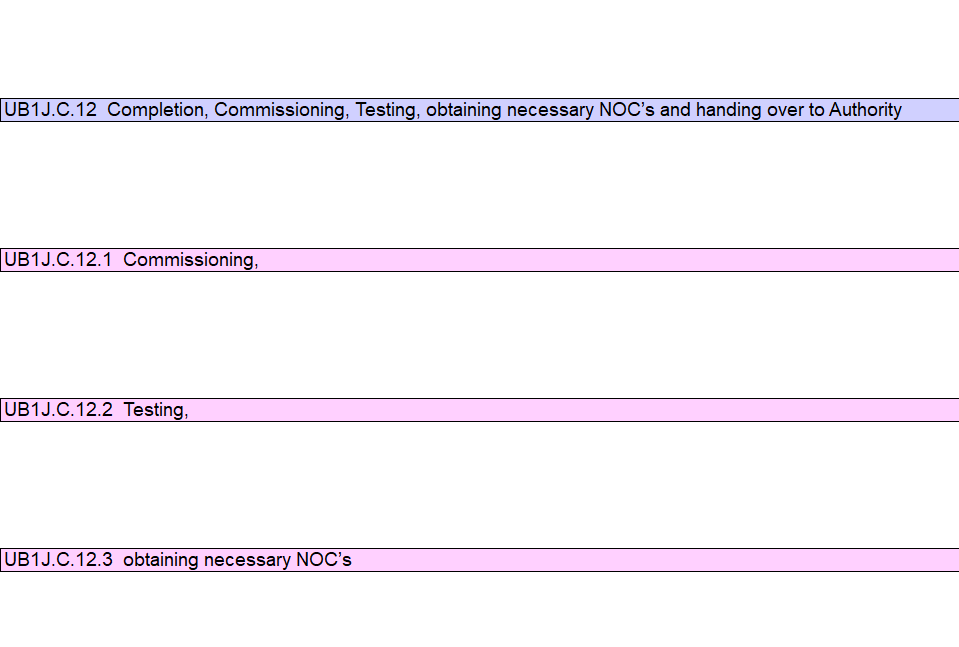 UB1J.C.12  Completion, Commissioning, Testing, obtaining necessary NOC’s and handing over to Authority
UB1J.C.12.1  Commissioning,
UB1J.C.12.2  Testing,
UB1J.C.12.3  obtaining necessary NOC’s